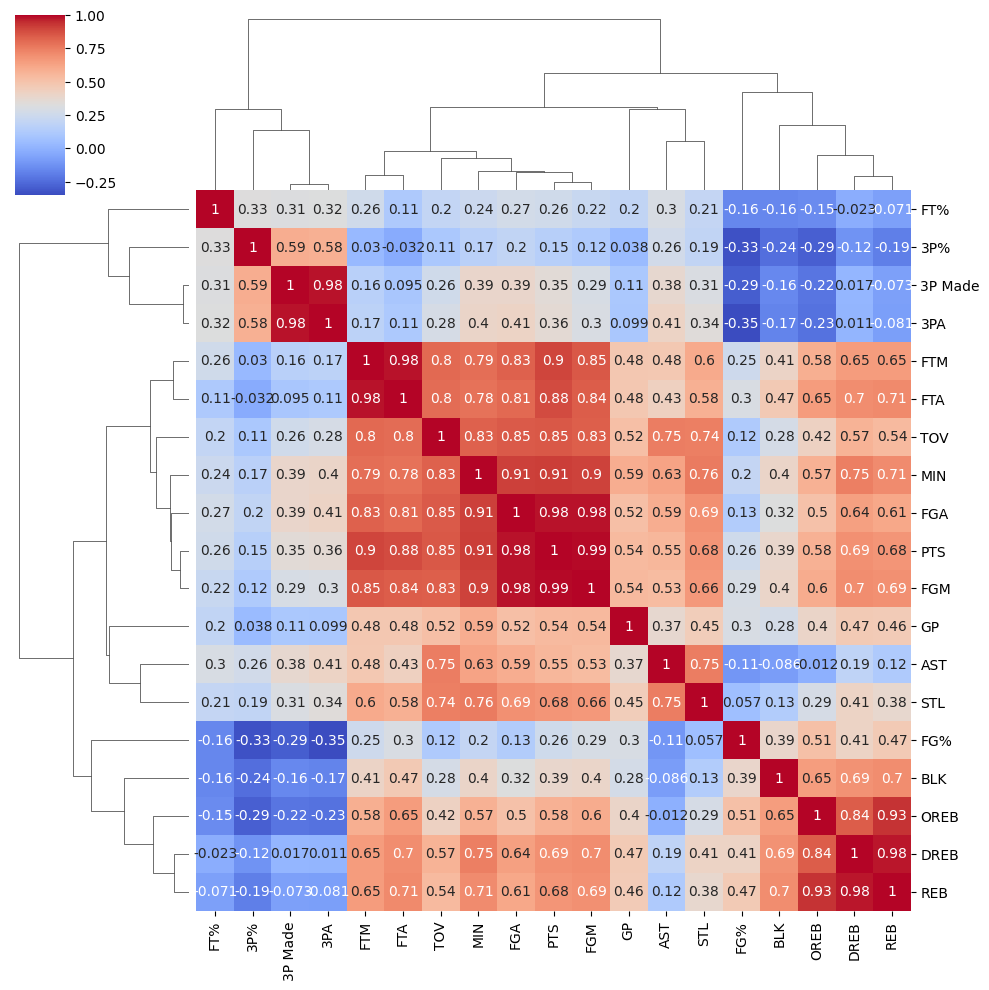 1.00
0.75
0.50
0.25
0.00
−0.25
1 0.33 0.31 0.32 0.26 0.11 0.2 0.24 0.27 0.26 0.22 0.2 0.3 0.21 -0.16 -0.16 -0.15 -0.023 -0.071 FT%
0.33 1 0.59 0.58 0.03 -0.032 0.11 0.17 0.2 0.15 0.12 0.038 0.26 0.19 -0.33 -0.24 -0.29 -0.12 -0.19 3P%
0.31 0.59 1 0.98 0.16 0.095 0.26 0.39 0.39 0.35 0.29 0.11 0.38 0.31 -0.29 -0.16 -0.22 0.017 -0.073 3P Made
0.32 0.58 0.98 1 0.17 0.11 0.28 0.4 0.41 0.36 0.3 0.099 0.41 0.34 -0.35 -0.17 -0.23 0.011 -0.081 3PA
0.26 0.03 0.16 0.17 1 0.98 0.8 0.79 0.83 0.9 0.85 0.48 0.48 0.6 0.25 0.41 0.58 0.65 0.65 FTM
0.11 -0.032 0.095 0.11 0.98 1 0.8 0.78 0.81 0.88 0.84 0.48 0.43 0.58 0.3 0.47 0.65 0.7 0.71 FTA
0.2 0.11 0.26 0.28 0.8 0.8 1 0.83 0.85 0.85 0.83 0.52 0.75 0.74 0.12 0.28 0.42 0.57 0.54 TOV
0.24 0.17 0.39 0.4 0.79 0.78 0.83 1 0.91 0.91 0.9 0.59 0.63 0.76 0.2 0.4 0.57 0.75 0.71 MIN
0.27 0.2 0.39 0.41 0.83 0.81 0.85 0.91 1 0.98 0.98 0.52 0.59 0.69 0.13 0.32 0.5 0.64 0.61 FGA
0.26 0.15 0.35 0.36 0.9 0.88 0.85 0.91 0.98 1 0.99 0.54 0.55 0.68 0.26 0.39 0.58 0.69 0.68 PTS
0.22 0.12 0.29 0.3 0.85 0.84 0.83 0.9 0.98 0.99 1 0.54 0.53 0.66 0.29 0.4 0.6 0.7 0.69 FGM
0.2 0.038 0.11 0.099 0.48 0.48 0.52 0.59 0.52 0.54 0.54 1 0.37 0.45 0.3 0.28 0.4 0.47 0.46 GP
0.3 0.26 0.38 0.41 0.48 0.43 0.75 0.63 0.59 0.55 0.53 0.37 1 0.75 -0.11 -0.086 -0.012 0.19 0.12 AST
0.21 0.19 0.31 0.34 0.6 0.58 0.74 0.76 0.69 0.68 0.66 0.45 0.75 1 0.057 0.13 0.29 0.41 0.38 STL
-0.16 -0.33 -0.29 -0.35 0.25 0.3 0.12 0.2 0.13 0.26 0.29 0.3 -0.11 0.057 1 0.39 0.51 0.41 0.47 FG%
-0.16 -0.24 -0.16 -0.17 0.41 0.47 0.28 0.4 0.32 0.39 0.4 0.28 -0.086 0.13 0.39 1 0.65 0.69 0.7 BLK
-0.15 -0.29 -0.22 -0.23 0.58 0.65 0.42 0.57 0.5 0.58 0.6 0.4 -0.012 0.29 0.51 0.65 1 0.84 0.93 OREB
-0.023 -0.12 0.017 0.011 0.65 0.7 0.57 0.75 0.64 0.69 0.7 0.47 0.19 0.41 0.41 0.69 0.84 1 0.98 DREB
-0.071 -0.19 -0.073 -0.081 0.65 0.71 0.54 0.71 0.61 0.68 0.69 0.46 0.12 0.38 0.47 0.7 0.93 0.98 1 REB
FT% 3P% 3P Made 3PA FTM FTA TOV MIN FGA PTS FGM GP AST STL FG% BLK OREB DREB REB